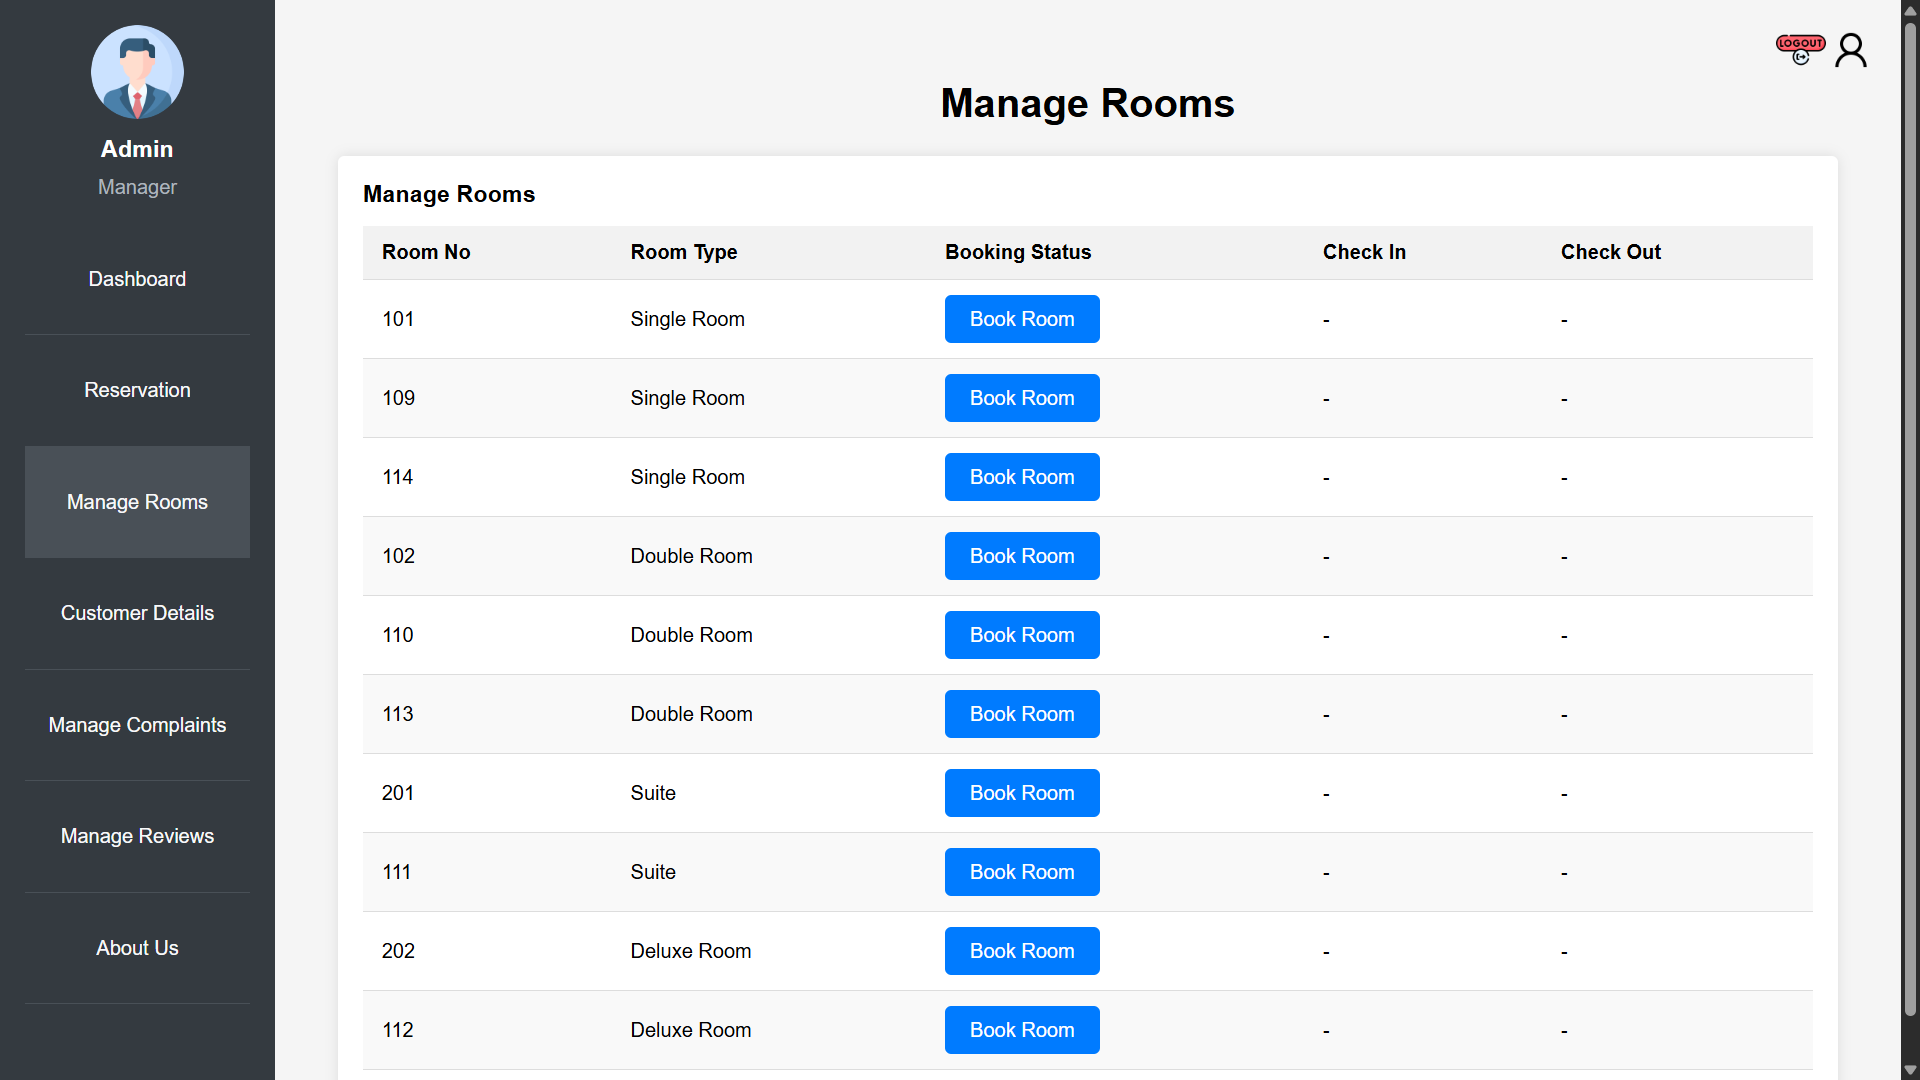 Admin
Manager
Dashboard
Reservation
Manage Rooms
Customer Details
Manage Complaints
Manage Reviews
About Us
LOGOUT
Manage Rooms
Manage Rooms
Room No Room Type Booking Status Check In Check Out
101 Single Room Book Room - -
109 Single Room Book Room - -
114 Single Room Book Room - -
102 Double Room Book Room - -
110 Double Room Book Room - -
113 Double Room Book Room - -
201 Suite Book Room - -
111 Suite Book Room - -
202 Deluxe Room Book Room - -
112 Deluxe Room Book Room - -